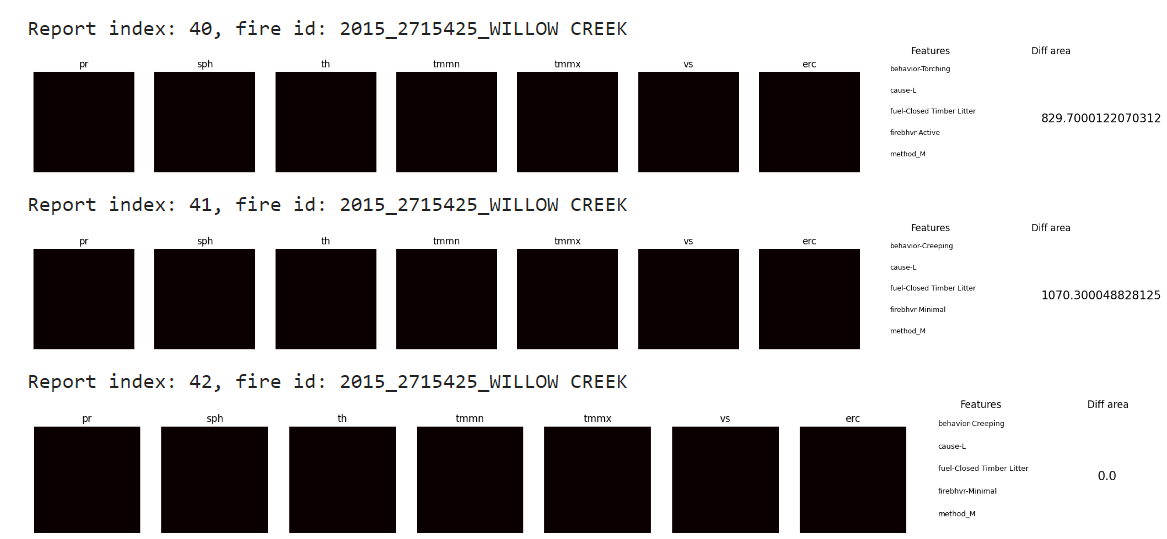 Report index: 40, fire id: 2015_2715425_WILLOW CREEK
Features Diff area
pr sph th tmmn tmmx vs erc
behavior-Torching
cause-L
fuel-Closed Timber Litter
829.7000122070312
firebhvr-Active
method_M
Report index: 41, fire id: 2015_2715425_WILLOW CREEK
Features Diff area
pr sph th tmmn tmmx vs erc
behavior-Creeping
cause-L
fuel-Closed Timber Litter
1070.300048828125
firebhvr-Minimal
method_M
Report index: 42, fire id: 2015_2715425_WILLOW CREEK
Features Diff area
pr sph th tmmn tmmx vs erc
behavior-Creeping
cause-L
fuel-Closed Timber Litter
0.0
firebhvr-Minimal
method_M